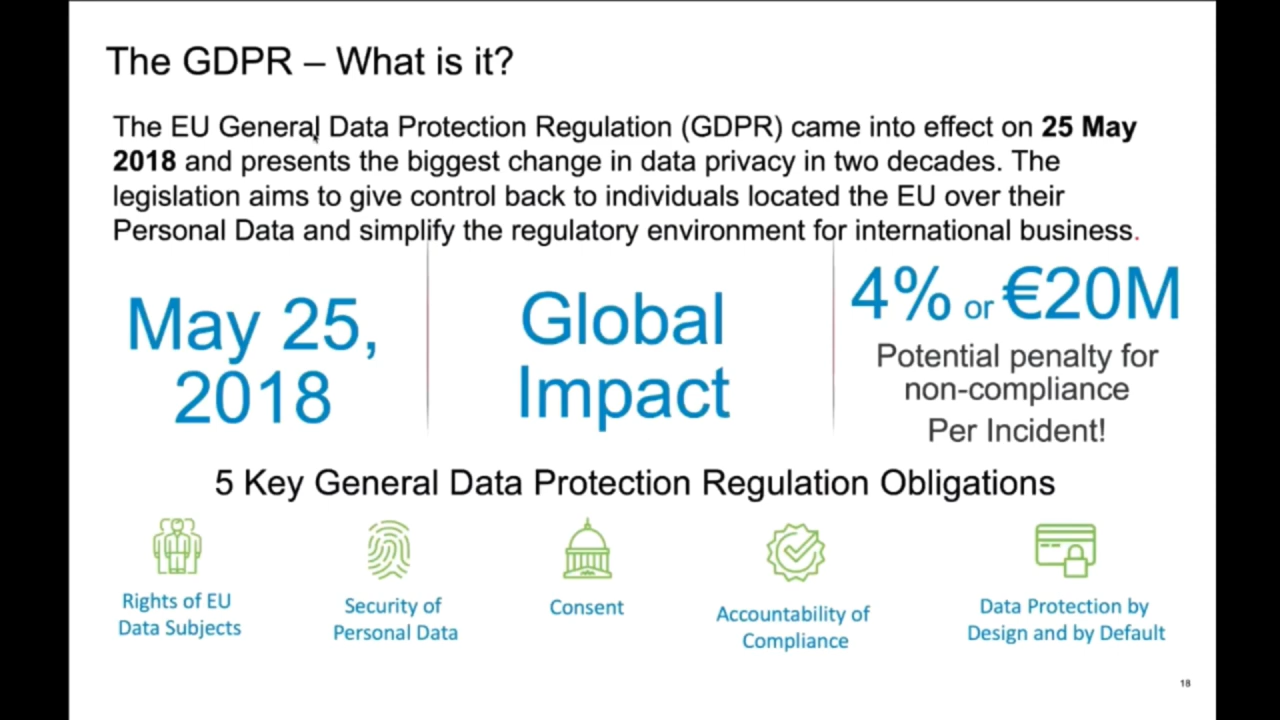 The GDPR – What is it?
The EU General Data Protection Regulation (GDPR) came into effect on 25 May
2018 and presents the biggest change in data privacy in two decades. The
legislation aims to give control back to individuals located the EU over their
Personal Data and simplify the regulatory environment for international business.
May 25,
2018
Global
Impact
4% or €20M
Potential penalty for
non-compliance
Per Incident!
5 Key General Data Protection Regulation Obligations
Rights of EU
Data Subjects
Security of
Personal Data
Consent
Accountability of
Compliance
Data Protection by
Design and by Default
18